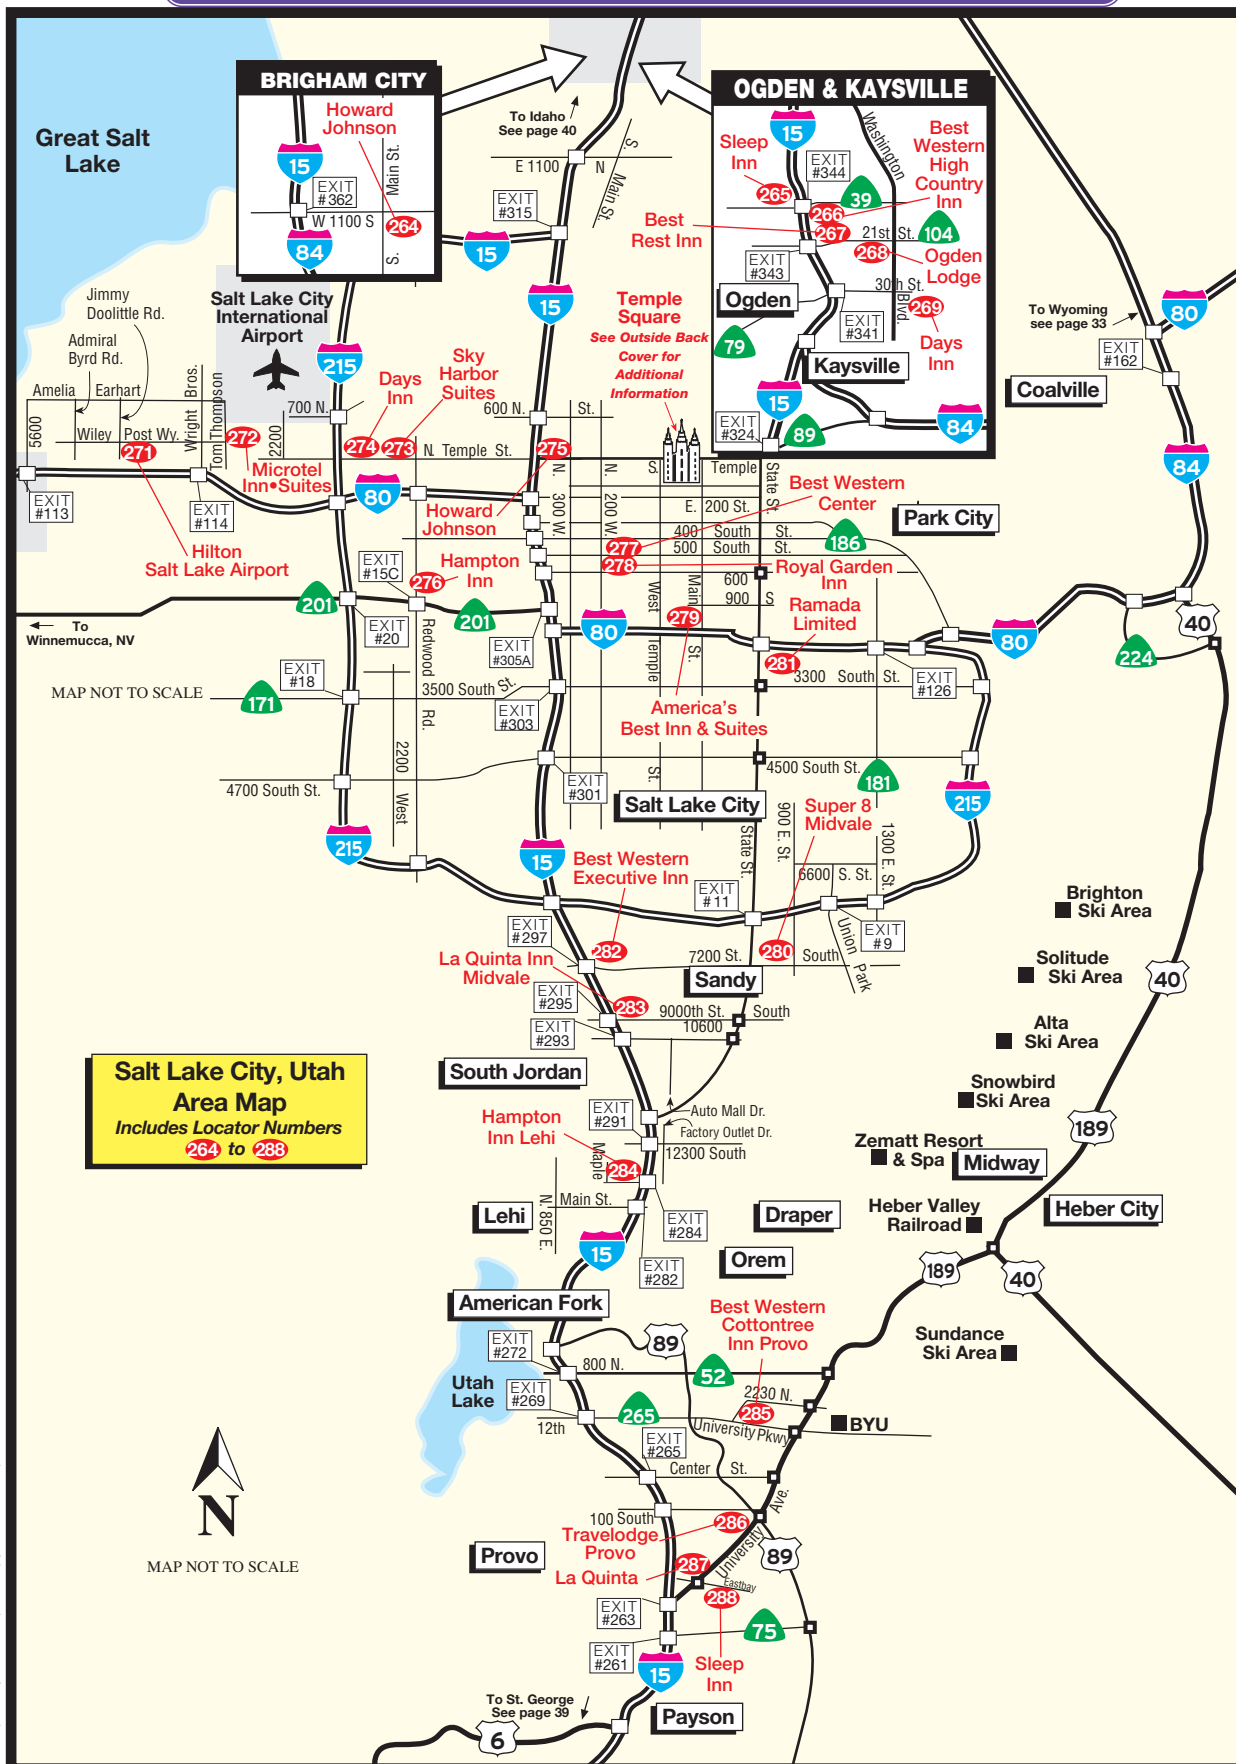 BRIGHAM CITY
Howard
Johnson
15
EXIT
#362
Main St.
W 1100 S
264
84
S.
Great Salt
Lake
To Idaho
See page 40
E 1100
N
S.
Main St.
EXIT
#315
15
15
OGDEN & KAYSVILLE
15
Washington
Best
Western
High
Country
Inn
Sleep
Inn
EXIT
#344
265
39
266
267
21st St.
104
Best
Rest Inn
268
Ogden
Lodge
EXIT
#343
30th St.
Blvd.
269
Ogden
EXIT
#341
Days
Inn
79
Kaysville
15
EXIT
#324
89
84
To Wyoming
see page 33
80
EXIT
#162
Coalville
84
Salt Lake City
International
Airport
Jimmy
Doolittle Rd.
Admiral
Byrd Rd.
Amelia
Earhart
Wright Bros.
Tom Thompson
5600
Wiley
Post Wy.
271
272
2200
700 N.
215
Days
Inn
Sky
Harbor
Suites
600 N.
St.
274
273
N. Temple St.
275
Microtel
Inn•Suites
80
EXIT
#113
EXIT
#114
Hilton
Salt Lake Airport
Howard
Johnson
Temple
Square
See Outside Back
Cover for
Additional
Information
S.
Temple
State St.
N.
300 W.
N.
200 W.
E. 200 St.
Best Western
Center
400 South St.
500 South St.
186
Park City
277
278
Royal Garden
Inn
600
900 S
EXIT
#15C
Hampton
Inn
276
201
201
To
Winnemucca, NV
EXIT
#20
Redwood
Rd.
EXIT
#305A
80
West
Temple
St.
Main
St.
279
Ramada
Limited
281
80
40
224
EXIT
#18
MAP NOT TO SCALE
171
3500 South St.
EXIT
#303
3300 South St.
EXIT
#126
America's
Best Inn & Suites
2200
West
4700 South St.
4500 South St.
181
EXIT
#301
Salt Lake City
215
215
15
State St.
900 E. St.
Super 8
Midvale
1300 E. St.
6600 S. St.
Best Western
Executive Inn
EXIT
#11
EXIT
#9
Union Park
EXIT
#297
282
7200 St.
280
South
La Quinta Inn
Midvale
Sandy
EXIT
#295
283
9000th St. South
10600
EXIT
#293
Brighton
Ski Area
Solitude
Ski Area
40
Alta
Ski Area
Snowbird
Ski Area
189
Zematt Resort
& Spa
Midway
Heber Valley
Railroad
Heber City
Salt Lake City, Utah
Area Map
Includes Locator Numbers
264 to 288
South Jordan
EXIT
#291
Auto Mall Dr.
Factory Outlet Dr.
12300 South
Hampton
Inn Lehi
Maple
284
Main St.
N. 850 E.
Lehi
EXIT
#284
Draper
15
EXIT
#282
Orem
189
40
American Fork
Best Western
Cottontree
Inn Provo
Sundance
Ski Area
89
EXIT
#272
800 N.
52
Utah
Lake
EXIT
#269
2230 N.
285
265
12th
University Pkwy
BYU
EXIT
#265
Center St.
Ave.
100 South
286
Travelodge
Provo
University
89
Provo
La Quinta
287
Eastbay
288
EXIT
#263
75
EXIT
#261
15
Sleep
Inn
To St. George
See page 39
Payson
6
N
MAP NOT TO SCALE